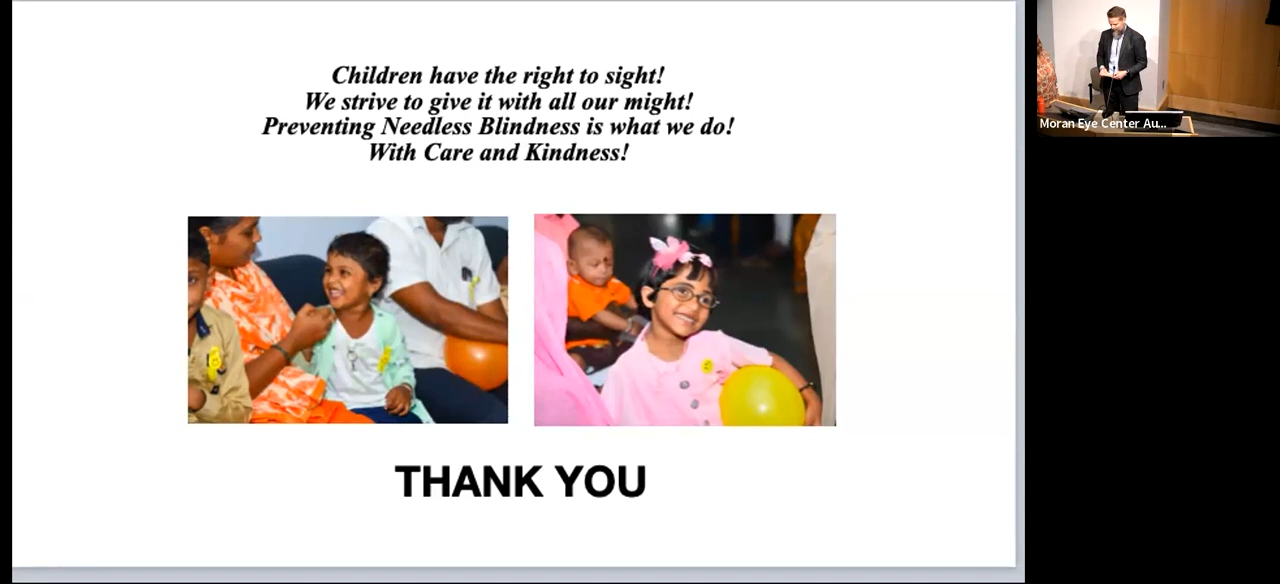 Children have the right to sight!
We strive to give it with all our might!
Preventing Needless Blindness is what we do!
With Care and Kindness!
THANK YOU
Moran Eye Center Au...